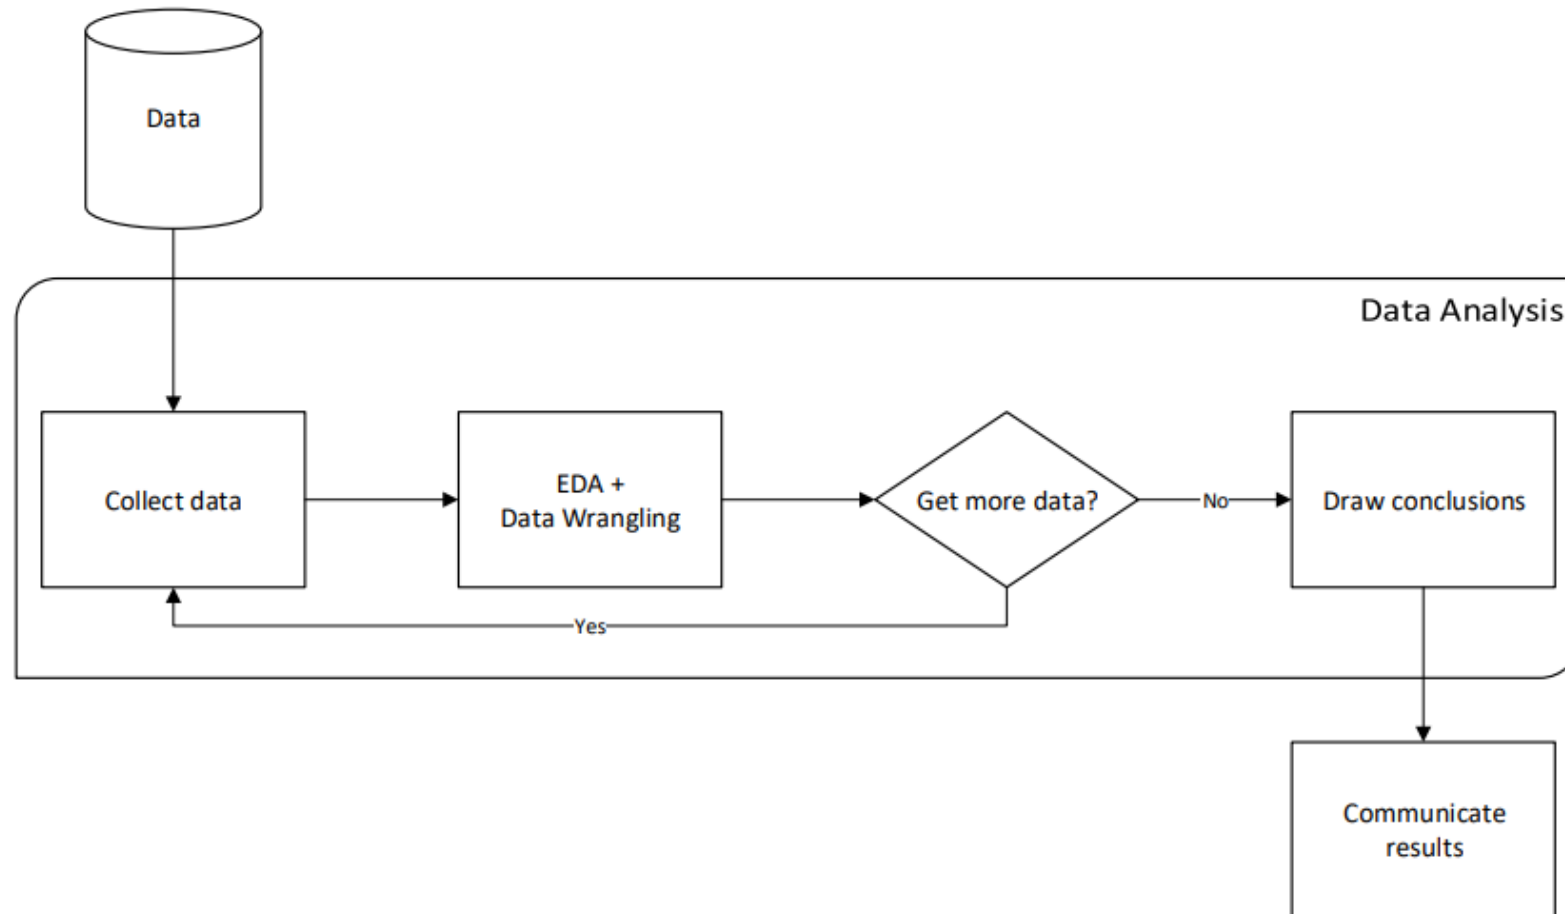 Data
Data Analysis
Collect data
EDA +
Data Wrangling
Get more data?
No
Draw conclusions
Yes
Communicate
results